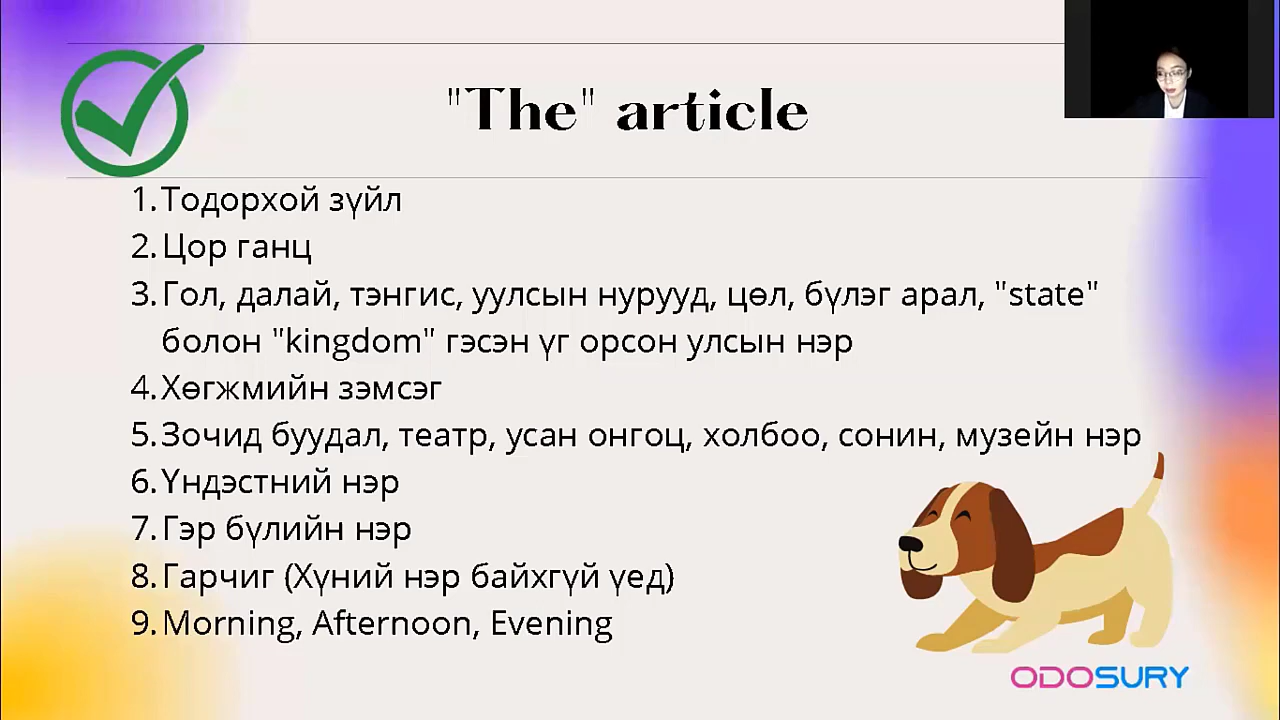 "The" article
1. Тодорхой зүйл
2. Цор ганц
3. Гол, далай, тэнгис, уулсын нурууд, цөл, бүлэг арал, "state"
болон "kingdom" гэсэн үг орсон улсын нэр
4. Хөгжмийн зэмсэг
5. Зочид буудал, театр, усан онгоц, холбоо, сонин, музейн нэр
6. Үндэстний нэр
7. Гэр бүлийн нэр
8. Гарчиг (Хүний нэр байхгүй үед)
9. Morning, Afternoon, Evening
ODOSURY